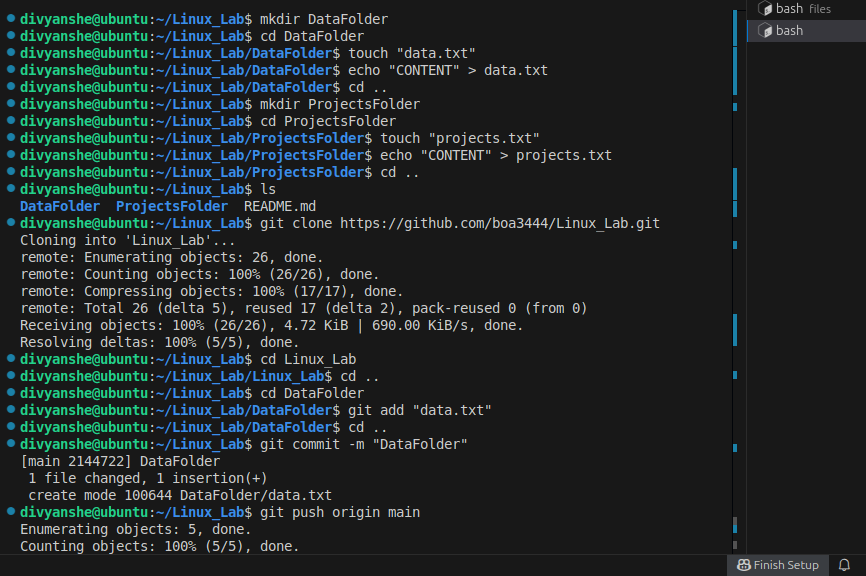 divyanshe@ubuntu:~/Linux_Lab$ mkdir DataFolder
divyanshe@ubuntu:~/Linux_Lab$ cd DataFolder
divyanshe@ubuntu:~/Linux_Lab/DataFolder$ touch "data.txt"
divyanshe@ubuntu:~/Linux_Lab/DataFolder$ echo "CONTENT" > data.txt
divyanshe@ubuntu:~/Linux_Lab/DataFolder$ cd ..
divyanshe@ubuntu:~/Linux_Lab$ mkdir ProjectsFolder
divyanshe@ubuntu:~/Linux_Lab$ cd ProjectsFolder
divyanshe@ubuntu:~/Linux_Lab/ProjectsFolder$ touch "projects.txt"
divyanshe@ubuntu:~/Linux_Lab/ProjectsFolder$ echo "CONTENT" > projects.txt
divyanshe@ubuntu:~/Linux_Lab/ProjectsFolder$ cd ..
divyanshe@ubuntu:~/Linux_Lab$ ls
DataFolder  ProjectsFolder  README.md
divyanshe@ubuntu:~/Linux_Lab$ git clone https://github.com/boa3444/Linux_Lab.git
Cloning into 'Linux_Lab'...
remote: Enumerating objects: 26, done.
remote: Counting objects: 100% (26/26), done.
remote: Compressing objects: 100% (17/17), done.
remote: Total 26 (delta 5), reused 17 (delta 2), pack-reused 0 (from 0)
Receiving objects: 100% (26/26), 4.72 KiB | 690.00 KiB/s, done.
Resolving deltas: 100% (5/5), done.
divyanshe@ubuntu:~/Linux_Lab$ cd Linux_Lab
divyanshe@ubuntu:~/Linux_Lab/Linux_Lab$ cd ..
divyanshe@ubuntu:~/Linux_Lab$ cd DataFolder
divyanshe@ubuntu:~/Linux_Lab/DataFolder$ git add "data.txt"
divyanshe@ubuntu:~/Linux_Lab/DataFolder$ cd ..
divyanshe@ubuntu:~/Linux_Lab$ git commit -m "DataFolder"
[main 2144722] DataFolder
 1 file changed, 1 insertion(+)
 create mode 100644 DataFolder/data.txt
divyanshe@ubuntu:~/Linux_Lab$ git push origin main
Enumerating objects: 5, done.
Counting objects: 100% (5/5), done.
bash files
bash
Finish Setup